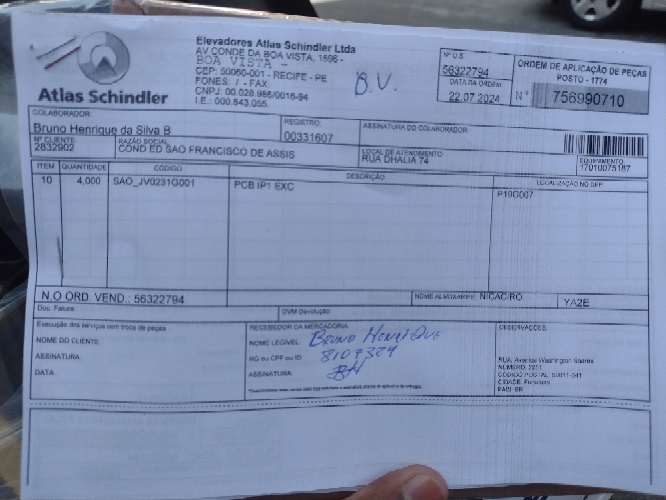 Elevadores Atlas Schindler Ltda
AV CONDE DA BOA VISTA, 1596 -
BOA VISTA -
CEP: 50060-001 - RECIFE - PE
FONES: / - FAX:
CNPJ: 00.028.986/0016-94
I.E.: 000.643.055.
Atlas Schindler
B.V.
Nº O.S.
56322794
DATA DA ORDEM
22.07.2024
ORDEM DE APLICAÇÃO DE PEÇAS
POSTO - 1774
Nº 756990710
COLABORADOR:
Bruno Henrique da Silva B
REGISTRO:
00331607
ASSINATURA DO COLABORADOR:
Nº CLIENTE:
2832902
RAZÃO SOCIAL
COND ED SAO FRANCISCO DE ASSIS
LOCAL DE ATENDIMENTO
RUA DHALIA 74
EQUIPAMENTO:
17010075187
ITEM QUANTIDADE CÓDIGO DESCRIÇÃO LOCALIZAÇÃO NO DEP.
10 4,000 SAO_JV0231G001 PCB IP1 EXC P19G007
N.O ORD. VEND.: 56322794
NOME ALMOXARIFE: NICACIRO YA2E
Doc. Fatura:
OVM Devolução:
Execução dos serviços com troca de peças
NOME DO CLIENTE:
ASSINATURA:
DATA:
RECEBEDOR DA MERCADORIA
NOME LEGÍVEL: Bruno Henrique
RG ou CPF ou ID: 8107324
ASSINATURA: BH
OBSERVAÇÕES:
RUA: Avenida Washington Soares
CIDADE: Fortaleza
PAÍS: BR